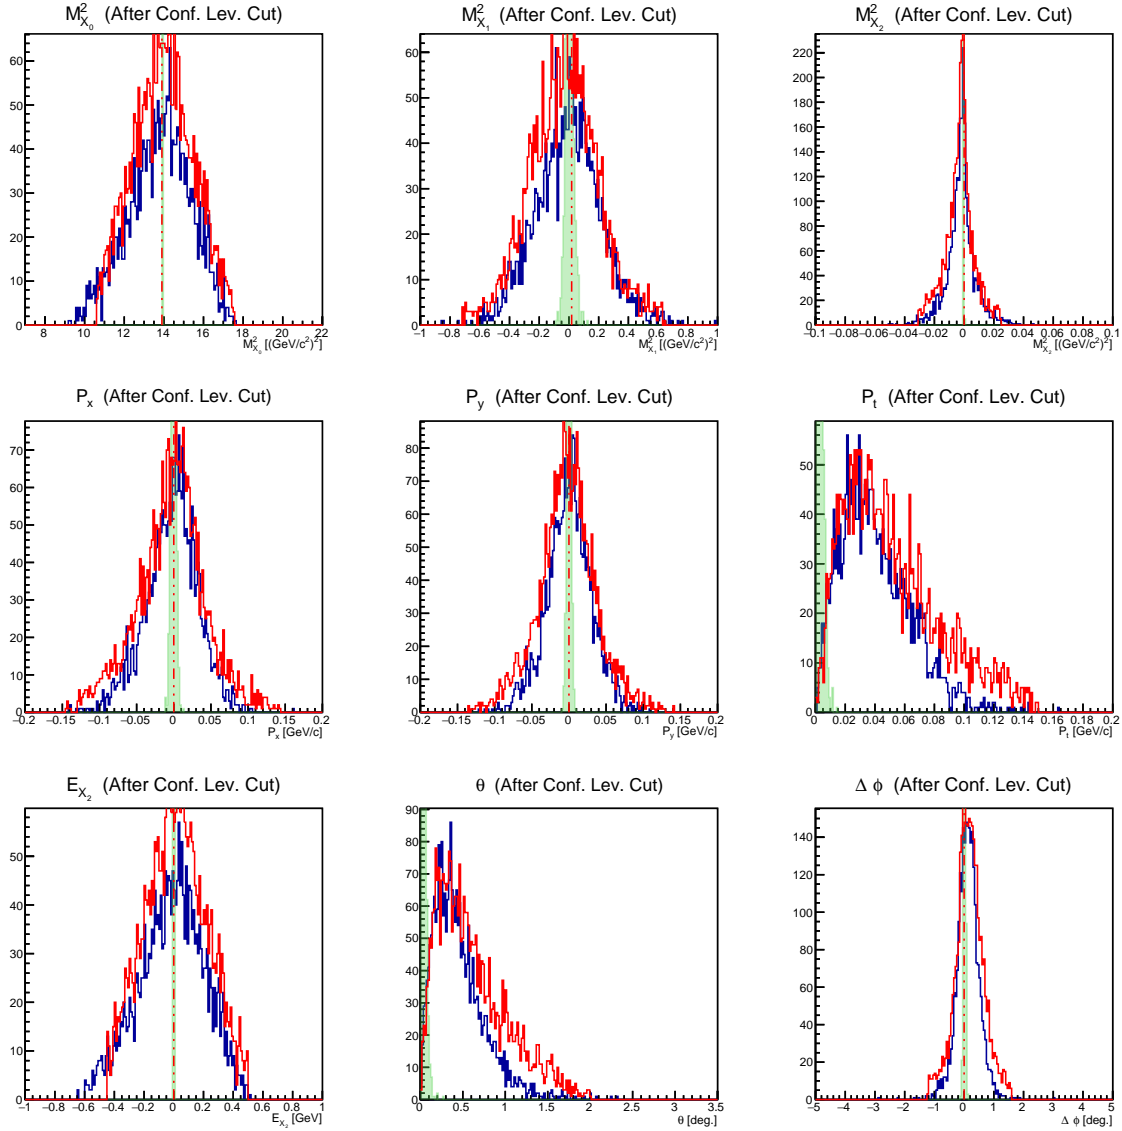 M²X₀ (After Conf. Lev. Cut)
60
50
40
30
20
10
0
8 10 12 14 16 18 20 22
M²X₀ [(GeV/c²)²]
M²X₁ (After Conf. Lev. Cut)
60
50
40
30
20
10
0
−1 −0.8 −0.6 −0.4 −0.2 0 0.2 0.4 0.6 0.8 1
M²X₁ [(GeV/c²)²]
M²X₂ (After Conf. Lev. Cut)
220
200
180
160
140
120
100
80
60
40
20
0
−0.1 −0.08 −0.06 −0.04 −0.02 0 0.02 0.04 0.06 0.08 0.1
M²X₂ [(GeV/c²)²]
Px (After Conf. Lev. Cut)
70
60
50
40
30
20
10
0
−0.2 −0.15 −0.1 −0.05 0 0.05 0.1 0.15 0.2
Px [GeV/c]
Py (After Conf. Lev. Cut)
80
70
60
50
40
30
20
10
0
−0.2 −0.15 −0.1 −0.05 0 0.05 0.1 0.15 0.2
Py [GeV/c]
Pt (After Conf. Lev. Cut)
50
40
30
20
10
0
0.02 0.04 0.06 0.08 0.1 0.12 0.14 0.16 0.18 0.2
Pt [GeV/c]
EX₂ (After Conf. Lev. Cut)
50
40
30
20
10
0
−1 −0.8 −0.6 −0.4 −0.2 0 0.2 0.4 0.6 0.8 1
EX₂ [GeV]
θ (After Conf. Lev. Cut)
90
80
70
60
50
40
30
20
10
0
0 0.5 1 1.5 2 2.5 3 3.5
θ [deg.]
Δ ϕ (After Conf. Lev. Cut)
140
120
100
80
60
40
20
0
−5 −4 −3 −2 −1 0 1 2 3 4 5
Δ ϕ [deg.]